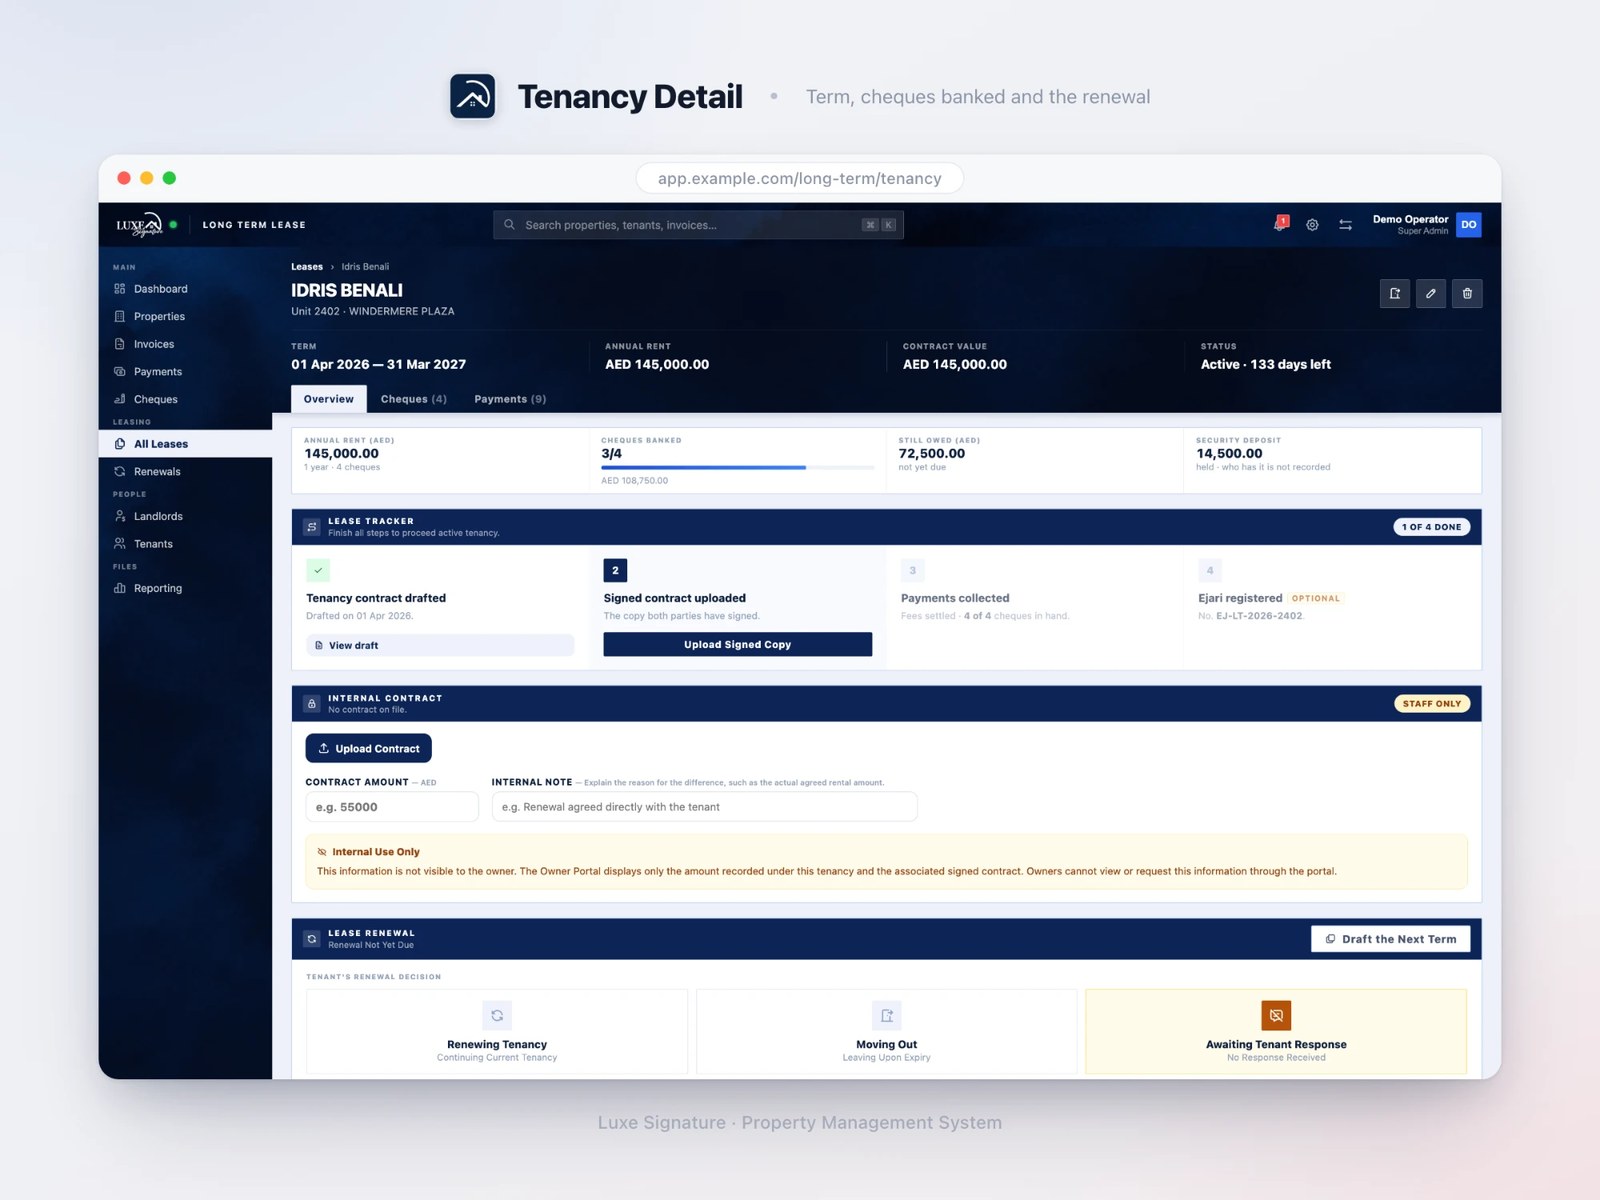 Tenancy Detail • Term, cheques banked and the renewal
app.example.com/long-term/tenancy
LUXE Signature
LONG TERM LEASE
Search properties, tenants, invoices...
⌘ K
1
Demo Operator
Super Admin
DO
MAIN
Dashboard
Properties
Invoices
Payments
Cheques
LEASING
All Leases
Renewals
PEOPLE
Landlords
Tenants
FILES
Reporting
Leases › Idris Benali
IDRIS BENALI
Unit 2402 · WINDERMERE PLAZA
TERM
01 Apr 2026 — 31 Mar 2027
ANNUAL RENT
AED 145,000.00
CONTRACT VALUE
AED 145,000.00
STATUS
Active · 133 days left
Overview
Cheques (4)
Payments (9)
ANNUAL RENT (AED)
145,000.00
1 year · 4 cheques
CHEQUES BANKED
3/4
AED 108,750.00
STILL OWED (AED)
72,500.00
not yet due
SECURITY DEPOSIT
14,500.00
held · who has it is not recorded
LEASE TRACKER
Finish all steps to proceed active tenancy.
1 OF 4 DONE
Tenancy contract drafted
Drafted on 01 Apr 2026.
View draft
2
Signed contract uploaded
The copy both parties have signed.
Upload Signed Copy
3
Payments collected
Fees settled · 4 of 4 cheques in hand.
4
Ejari registered OPTIONAL
No. EJ-LT-2026-2402.
INTERNAL CONTRACT
No contract on file.
STAFF ONLY
Upload Contract
CONTRACT AMOUNT — AED
e.g. 55000
INTERNAL NOTE — Explain the reason for the difference, such as the actual agreed rental amount.
e.g. Renewal agreed directly with the tenant
Internal Use Only
This information is not visible to the owner. The Owner Portal displays only the amount recorded under this tenancy and the associated signed contract. Owners cannot view or request this information through the portal.
LEASE RENEWAL
Renewal Not Yet Due
Draft the Next Term
TENANT'S RENEWAL DECISION
Renewing Tenancy
Continuing Current Tenancy
Moving Out
Leaving Upon Expiry
Awaiting Tenant Response
No Response Received
Luxe Signature · Property Management System